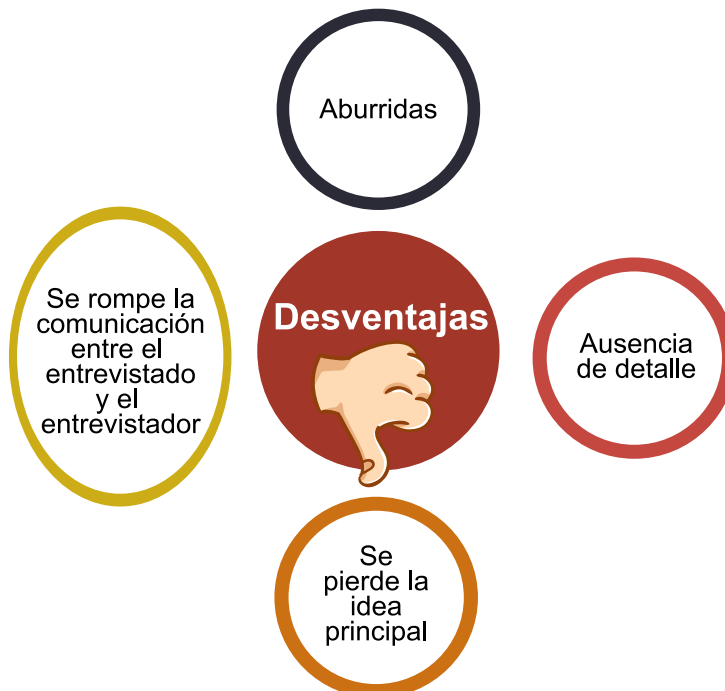 Aburridas
Desventajas
Se rompe la
comunicación
entre el
entrevistado
y el
entrevistador
Ausencia
de detalle
Se
pierde la
idea
principal